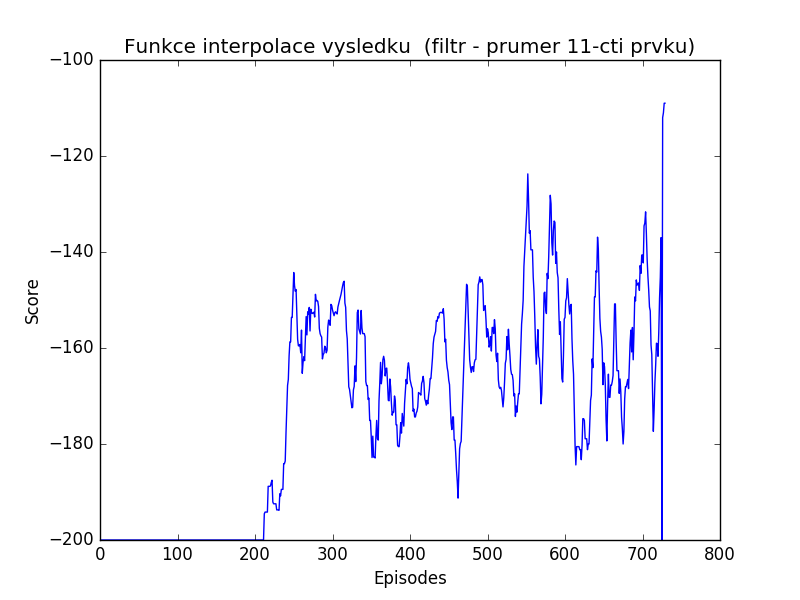 Funkce interpolace vysledku  (filtr - prumer 11-cti prvku)
−100
−120
−140
−160
−180
−200
Score
0 100 200 300 400 500 600 700 800
Episodes